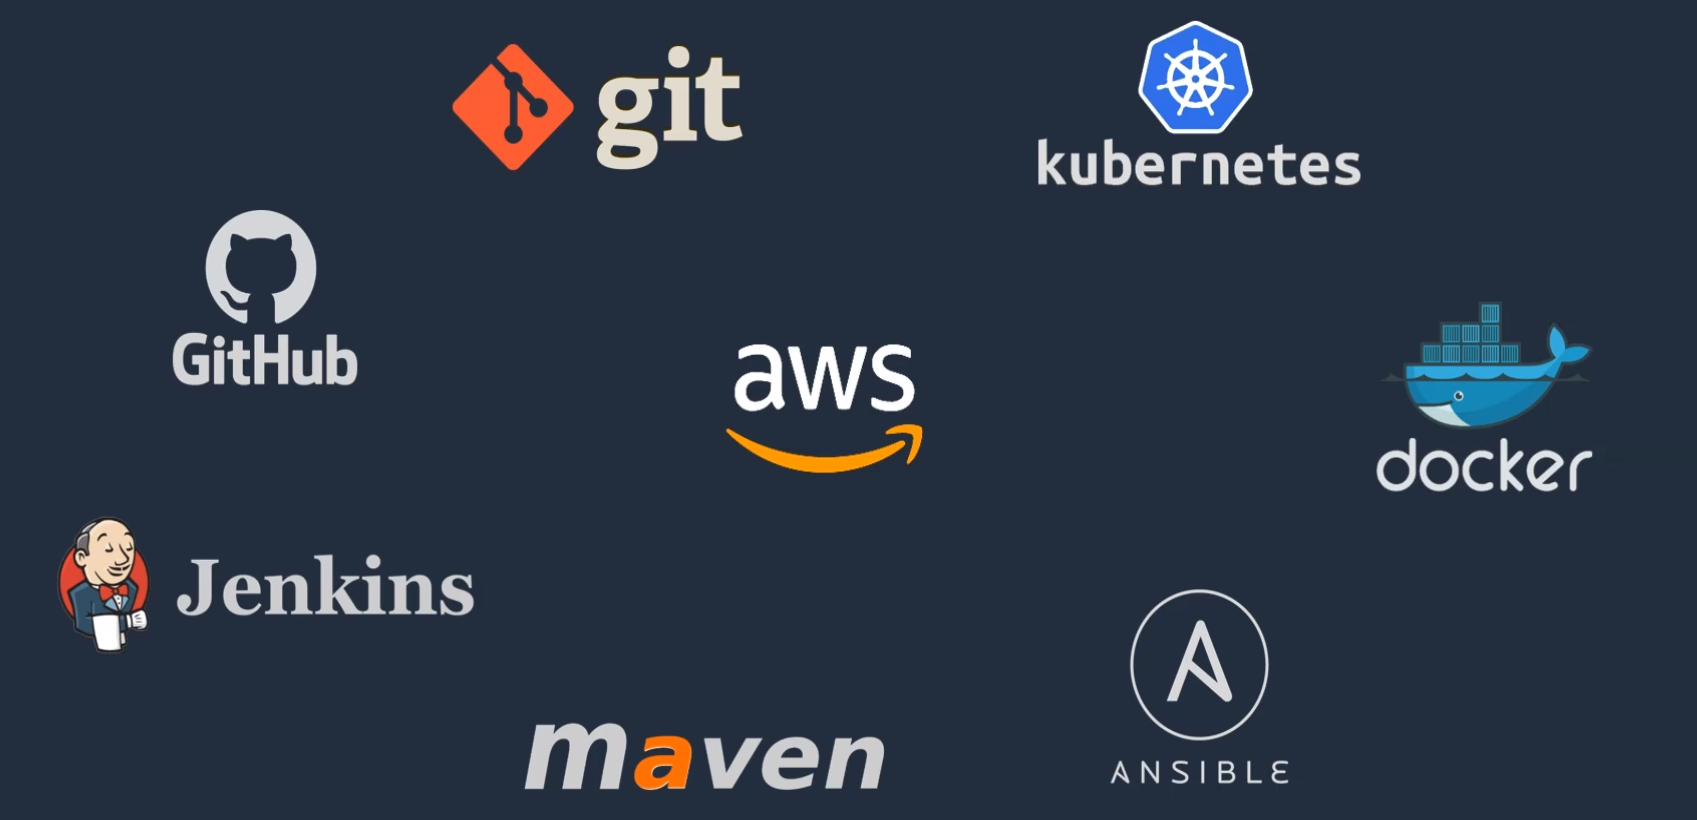 git
kubernetes
GitHub
aws
docker
Jenkins
maven
ANSIBLE